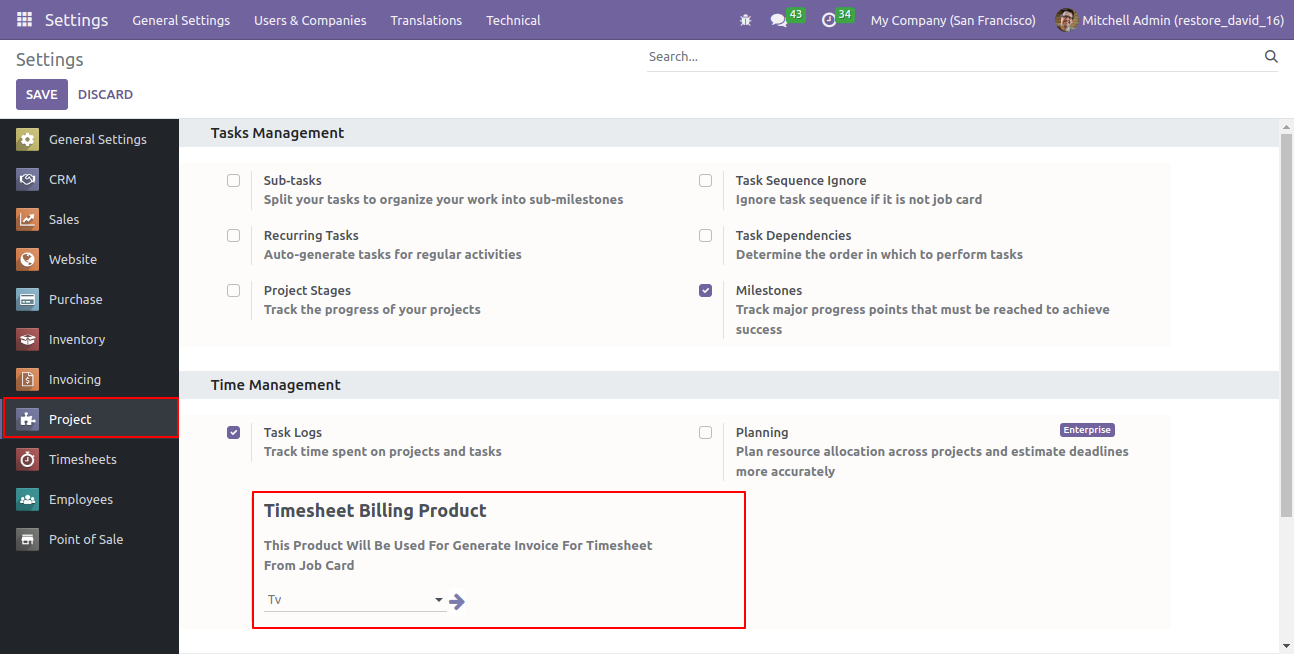 Settings General Settings Users & Companies Translations Technical 43 34 My Company (San Francisco) Mitchell Admin (restore_david_16)
Settings
Search...
SAVE DISCARD
General Settings
CRM
Sales
Website
Purchase
Inventory
Invoicing
Project
Timesheets
Employees
Point of Sale
Tasks Management
Sub-tasks
Split your tasks to organize your work into sub-milestones
Task Sequence Ignore
Ignore task sequence if it is not job card
Recurring Tasks
Auto-generate tasks for regular activities
Task Dependencies
Determine the order in which to perform tasks
Project Stages
Track the progress of your projects
Milestones
Track major progress points that must be reached to achieve
success
Time Management
Task Logs
Track time spent on projects and tasks
Planning Enterprise
Plan resource allocation across projects and estimate deadlines
more accurately
Timesheet Billing Product
This Product Will Be Used For Generate Invoice For Timesheet
From Job Card
Tv